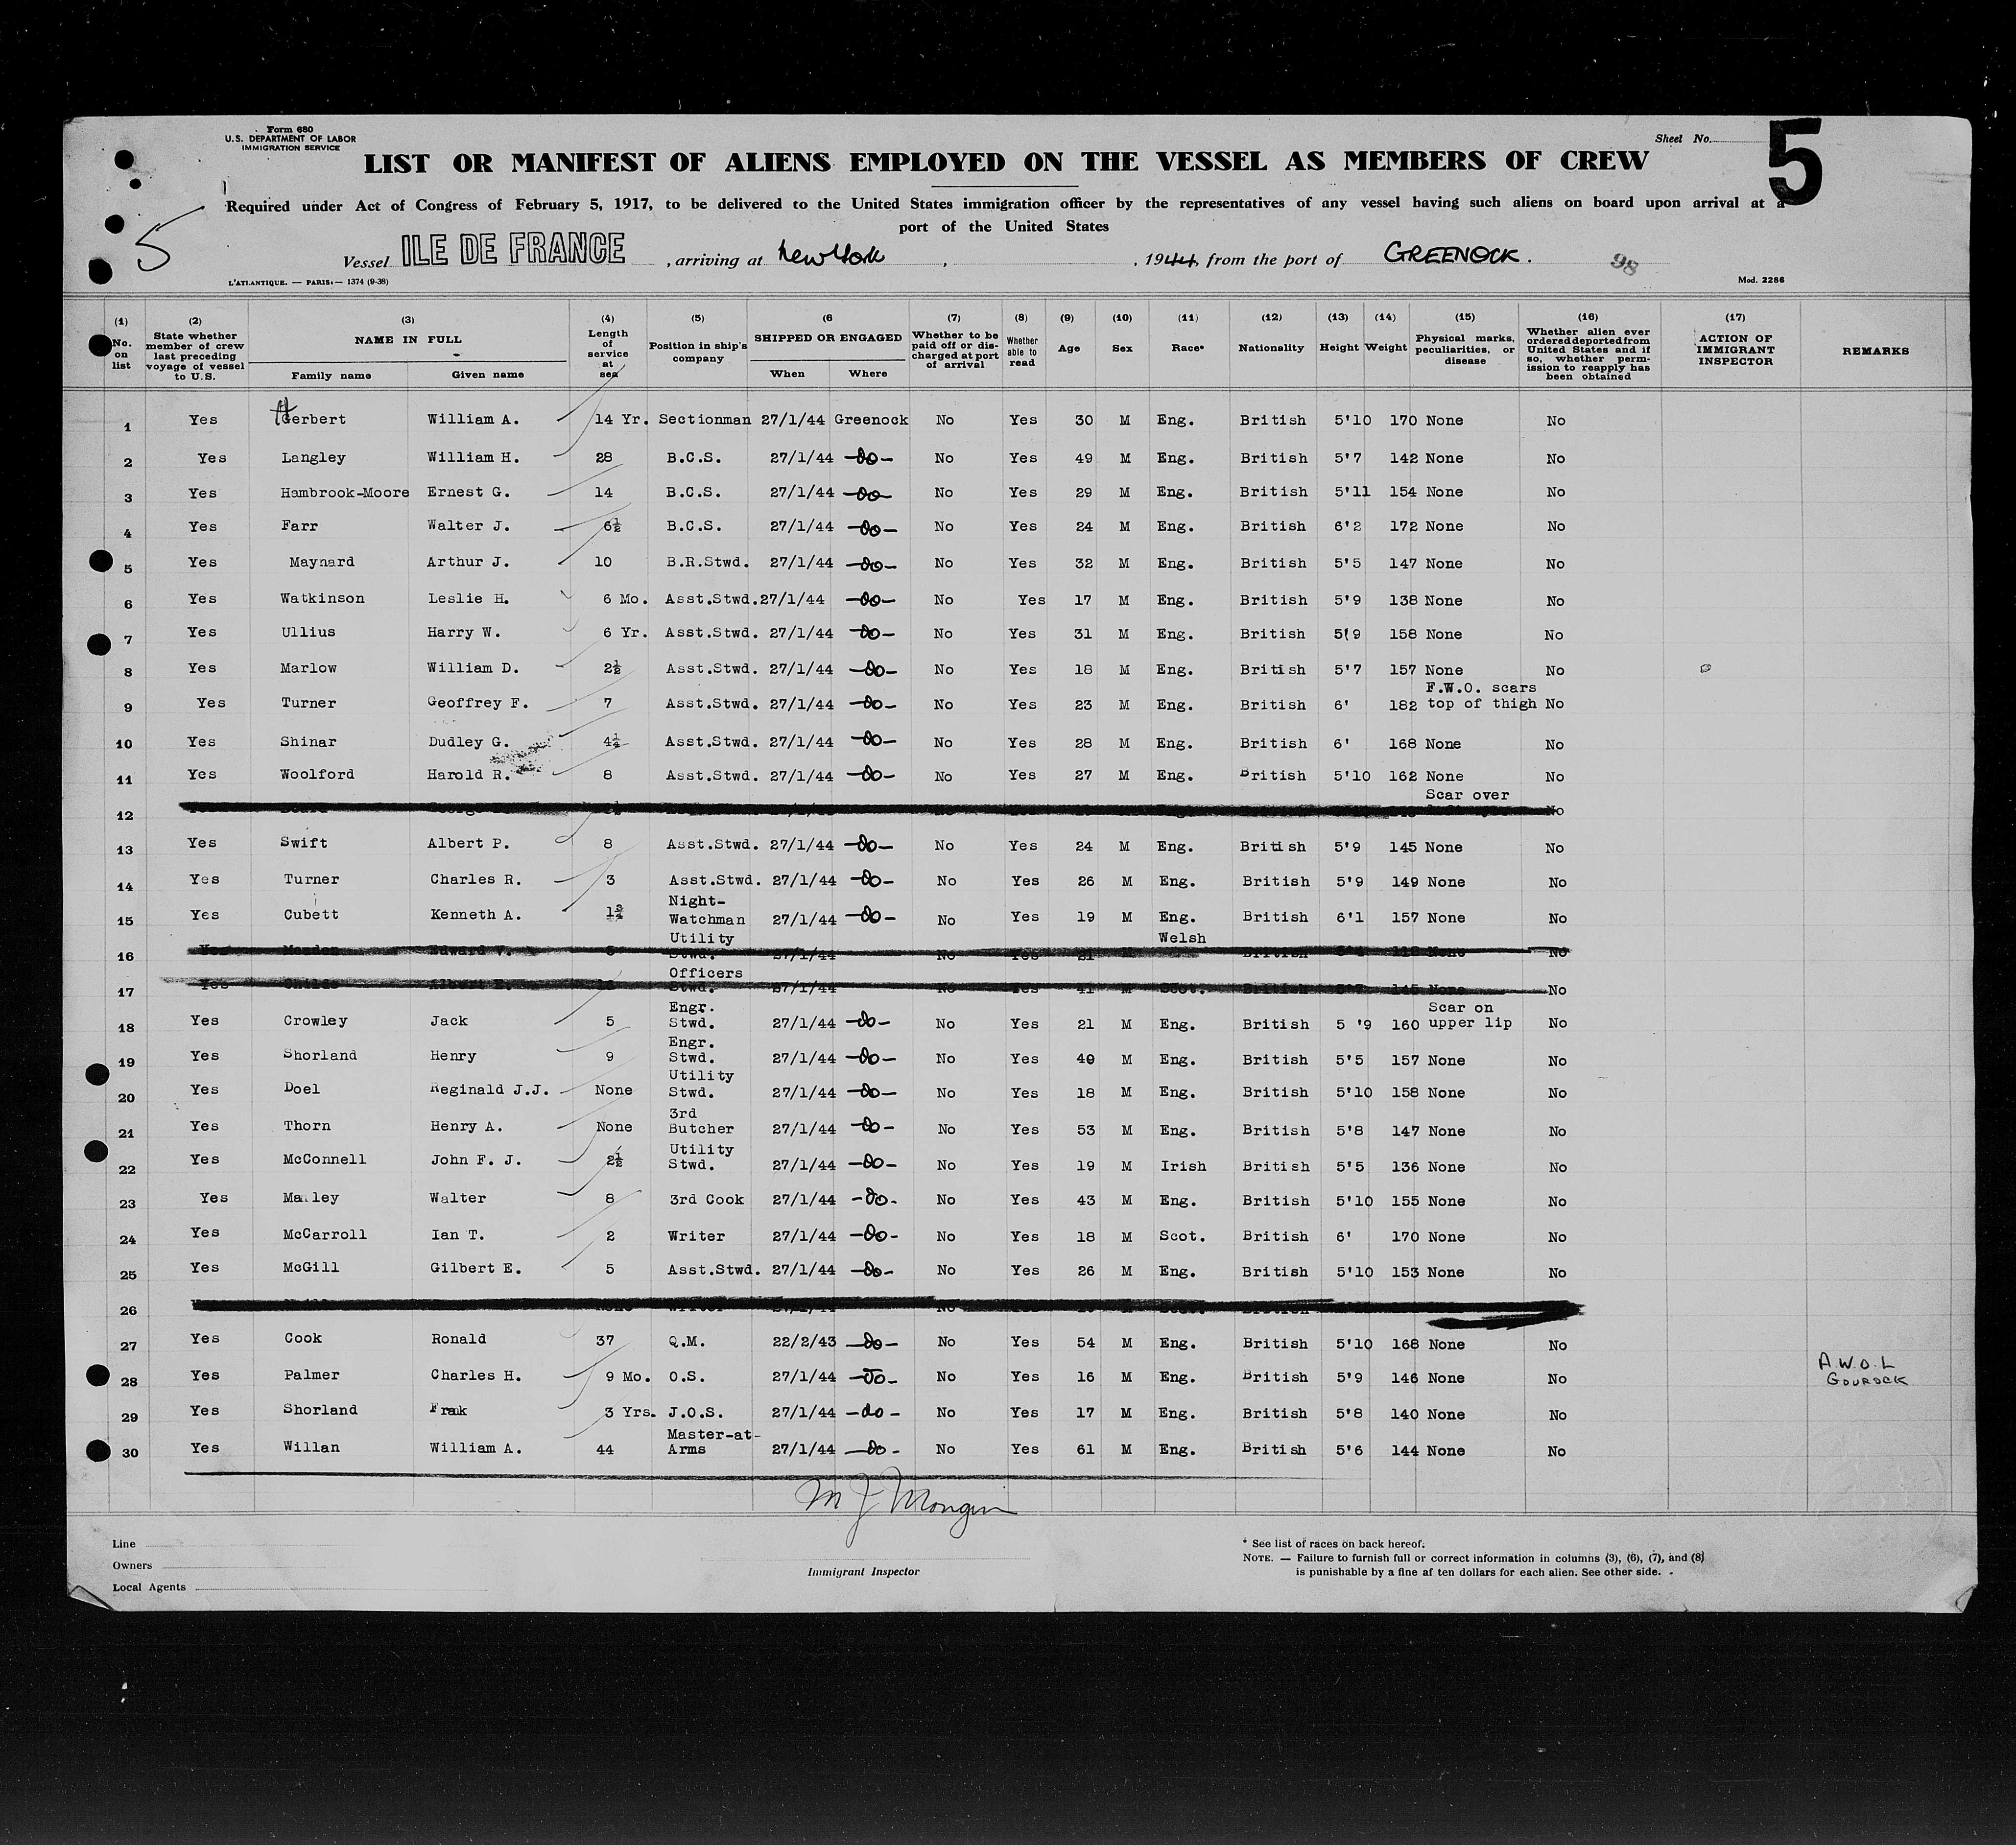 Form 680
U.S. DEPARTMENT OF LABOR
IMMIGRATION SERVICE
Sheet No. 5
LIST OR MANIFEST OF ALIENS EMPLOYED ON THE VESSEL AS MEMBERS OF CREW
Required under Act of Congress of February 5, 1917, to be delivered to the United States immigration officer by the representatives of any vessel having such aliens on board upon arrival at a
port of the United States
5
Vessel ILE DE FRANCE , arriving at New York , , 1944, from the port of GREENOCK. 98
L'ATLANTIQUE. — PARIS. — 1374 (9-38) Mod. 2286
(1) No. on list (2) State whether member of crew last preceding voyage of vessel to U.S. (3) NAME IN FULL Family name Given name (4) Length of service at sea (5) Position in ship's company (6 SHIPPED OR ENGAGED When Where (7) Whether to be paid off or discharged at port of arrival (8) Whether able to read (9) Age (10) Sex (11) Race* (12) Nationality (13) Height (14) Weight (15) Physical marks, peculiarities, or disease (16) Whether alien ever ordered deported from United States and if so, whether permission to reapply has been obtained (17) ACTION OF IMMIGRANT INSPECTOR REMARKS
1 Yes Herbert William A. 14 Yr. Sectionman 27/1/44 Greenock No Yes 30 M Eng. British 5'10 170 None No
2 Yes Langley William H. 28 B.C.S. 27/1/44 -do- No Yes 49 M Eng. British 5'7 142 None No
3 Yes Hambrook-Moore Ernest G. 14 B.C.S. 27/1/44 -do- No Yes 29 M Eng. British 5'11 154 None No
4 Yes Farr Walter J. 6½ B.C.S. 27/1/44 -do- No Yes 24 M Eng. British 6'2 172 None No
5 Yes Maynard Arthur J. 10 B.R.Stwd. 27/1/44 -do- No Yes 32 M Eng. British 5'5 147 None No
6 Yes Watkinson Leslie H. 6 Mo. Asst.Stwd. 27/1/44 -do- No Yes 17 M Eng. British 5'9 138 None No
7 Yes Ullius Harry W. 6 Yr. Asst.Stwd. 27/1/44 -do- No Yes 31 M Eng. British 5'9 158 None No
8 Yes Marlow William D. 2½ Asst.Stwd. 27/1/44 -do- No Yes 18 M Eng. British 5'7 157 None No
9 Yes Turner Geoffrey F. 7 Asst.Stwd. 27/1/44 -do- No Yes 23 M Eng. British 6' 182 F.W.O. scars top of thigh No
10 Yes Shinar Dudley G. 4¼ Asst.Stwd. 27/1/44 -do- No Yes 28 M Eng. British 6' 168 None No
11 Yes Woolford Harold R. 8 Asst.Stwd. 27/1/44 -do- No Yes 27 M Eng. British 5'10 162 None No
12 Scar over No
13 Yes Swift Albert P. 8 Asst.Stwd. 27/1/44 -do- No Yes 24 M Eng. British 5'9 145 None No
14 Yes Turner Charles R. 3 Asst.Stwd. 27/1/44 -do- No Yes 26 M Eng. British 5'9 149 None No
15 Yes Cubett Kenneth A. 1¾ Night-Watchman 27/1/44 -do- No Yes 19 M Eng. British 6'1 157 None No
16 Yes Edward V. 5 Utility Stwd. 27/1/44 No Yes 21 M Welsh British None No
17 Yes Childs Albert E. Officers Stwd. 27/1/44 No Yes 41 M Scot. British 5'7 145 None No
18 Yes Crowley Jack 5 Engr. Stwd. 27/1/44 -do- No Yes 21 M Eng. British 5 '9 160 Scar on upper lip No
19 Yes Shorland Henry 9 Engr. Stwd. 27/1/44 -do- No Yes 40 M Eng. British 5'5 157 None No
20 Yes Doel Reginald J.J. None Utility Stwd. 27/1/44 -do- No Yes 18 M Eng. British 5'10 158 None No
21 Yes Thorn Henry A. None 3rd Butcher 27/1/44 -do- No Yes 53 M Eng. British 5'8 147 None No
22 Yes McConnell John F. J. 2½ Utility Stwd. 27/1/44 -do- No Yes 19 M Irish British 5'5 136 None No
23 Yes Walter 8 3rd Cook 27/1/44 -do- No Yes 43 M Eng. British 5'10 155 None No
24 Yes McCarroll Ian T. 2 Writer 27/1/44 -do- No Yes 18 M Scot. British 6' 170 None No
25 Yes McGill Gilbert E. 5 Asst.Stwd. 27/1/44 -do- No Yes 26 M Eng. British 5'10 153 None No
26
27 Yes Cook Ronald 37 Q.M. 22/2/43 -do- No Yes 54 M Eng. British 5'10 168 None No
28 Yes Palmer Charles H. 9 Mo. O.S. 27/1/44 -do- No Yes 16 M Eng. British 5'9 146 None No A.W.O.L GOUROCK
29 Yes Shorland Frak 3 Yrs. J.O.S. 27/1/44 -do- No Yes 17 M Eng. British 5'8 140 None No
30 Yes Willan William A. 44 Master-at-Arms 27/1/44 -do- No Yes 61 M Eng. British 5'6 144 None No
M J Mongin
Line
Owners
Local Agents
Immigrant Inspector
* See list of races on back hereof.
NOTE. — Failure to furnish full or correct information in columns (3), (6), (7), and (8)
is punishable by a fine af ten dollars for each alien. See other side.